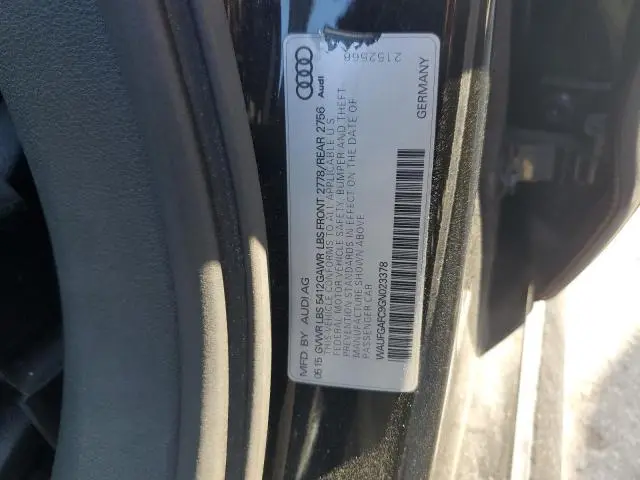 Audi
21525568
MFD BY AUDI AG
GERMANY
06 15 GVWR LBS 5412 GAWR LBS FRONT 2778/REAR 2756
THIS VEHICLE CONFORMS TO ALL APPLICABLE U.S.
FEDERAL MOTOR VEHICLE SAFETY, BUMPER AND THEFT
PREVENTION STANDARDS IN EFFECT ON THE DATE OF
MANUFACTURE SHOWN ABOVE
PASSENGER CAR
WAUFGAFC9GN023378